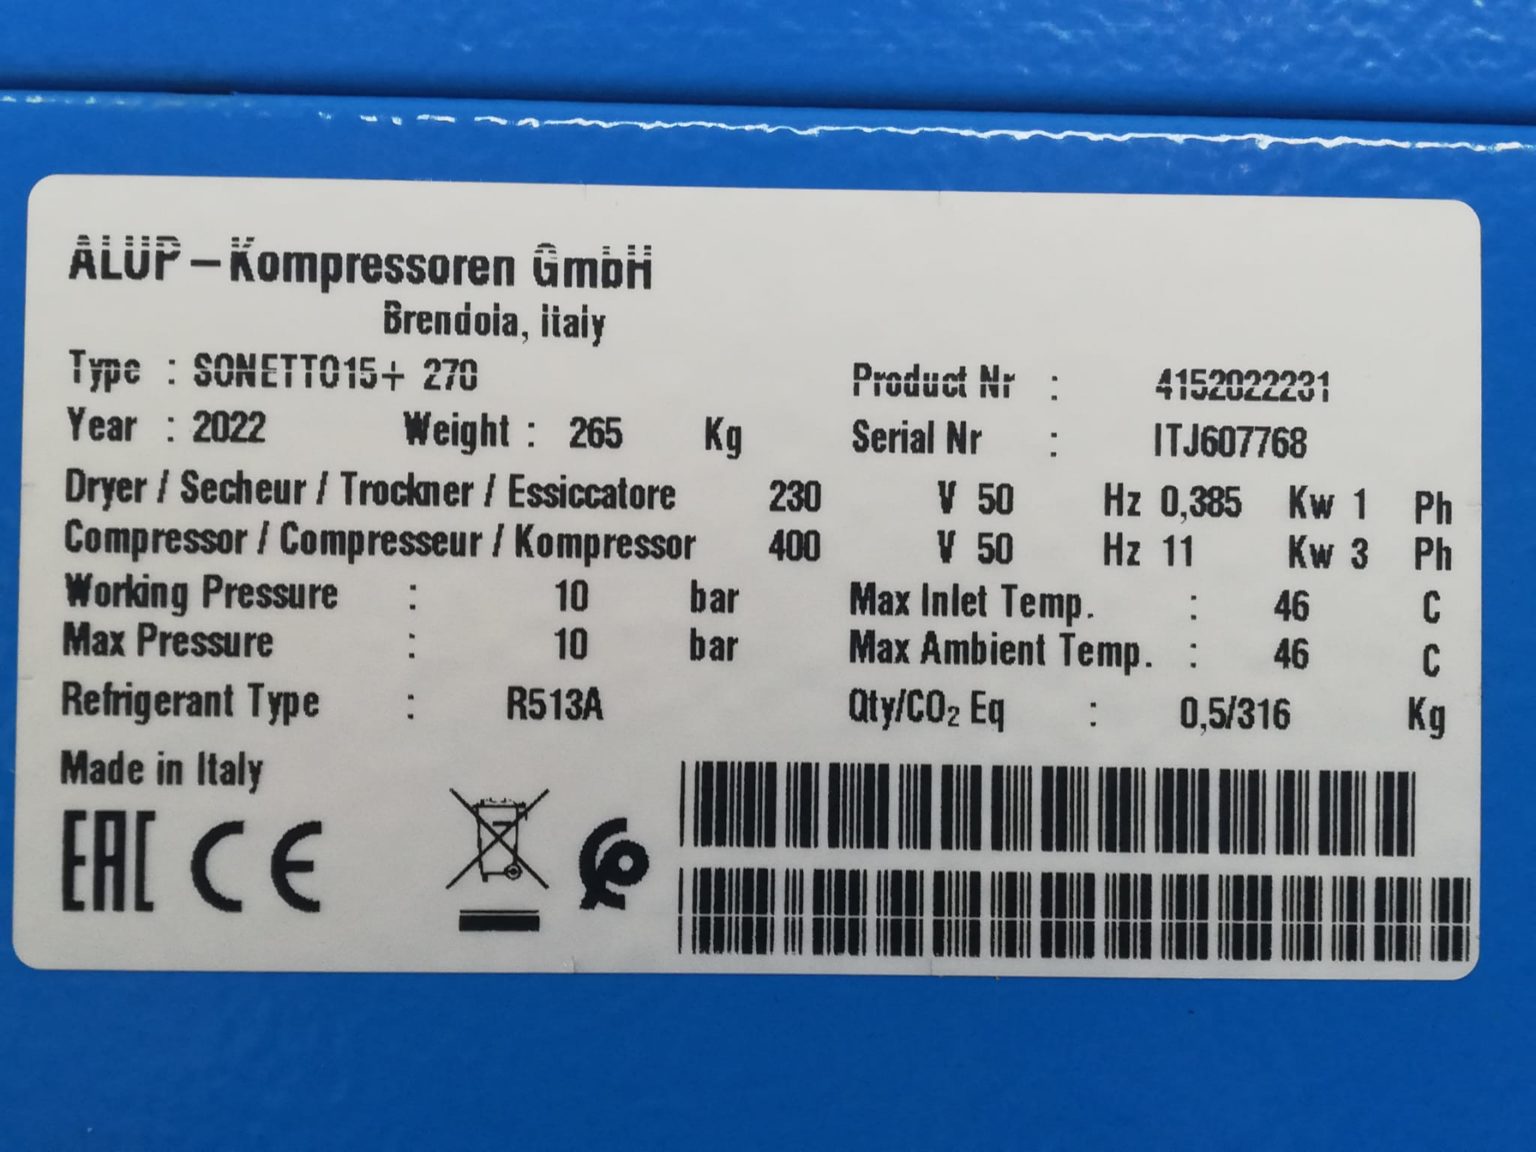 ALUP – Kompressoren GmbH
Brendola, Italy
Type : SONETTO15+ 270
Product Nr : 4152022231
Year : 2022 Weight : 265 Kg
Serial Nr : ITJ607768
Dryer / Secheur / Trockner / Essiccatore 230 V 50 Hz 0,385 Kw 1 Ph
Compressor / Compresseur / Kompressor 400 V 50 Hz 11 Kw 3 Ph
Working Pressure : 10 bar Max Inlet Temp. : 46 C
Max Pressure : 10 bar Max Ambient Temp. : 46 C
Refrigerant Type : R513A Qty/CO₂ Eq : 0,5/316 Kg
Made in Italy
EAC CE